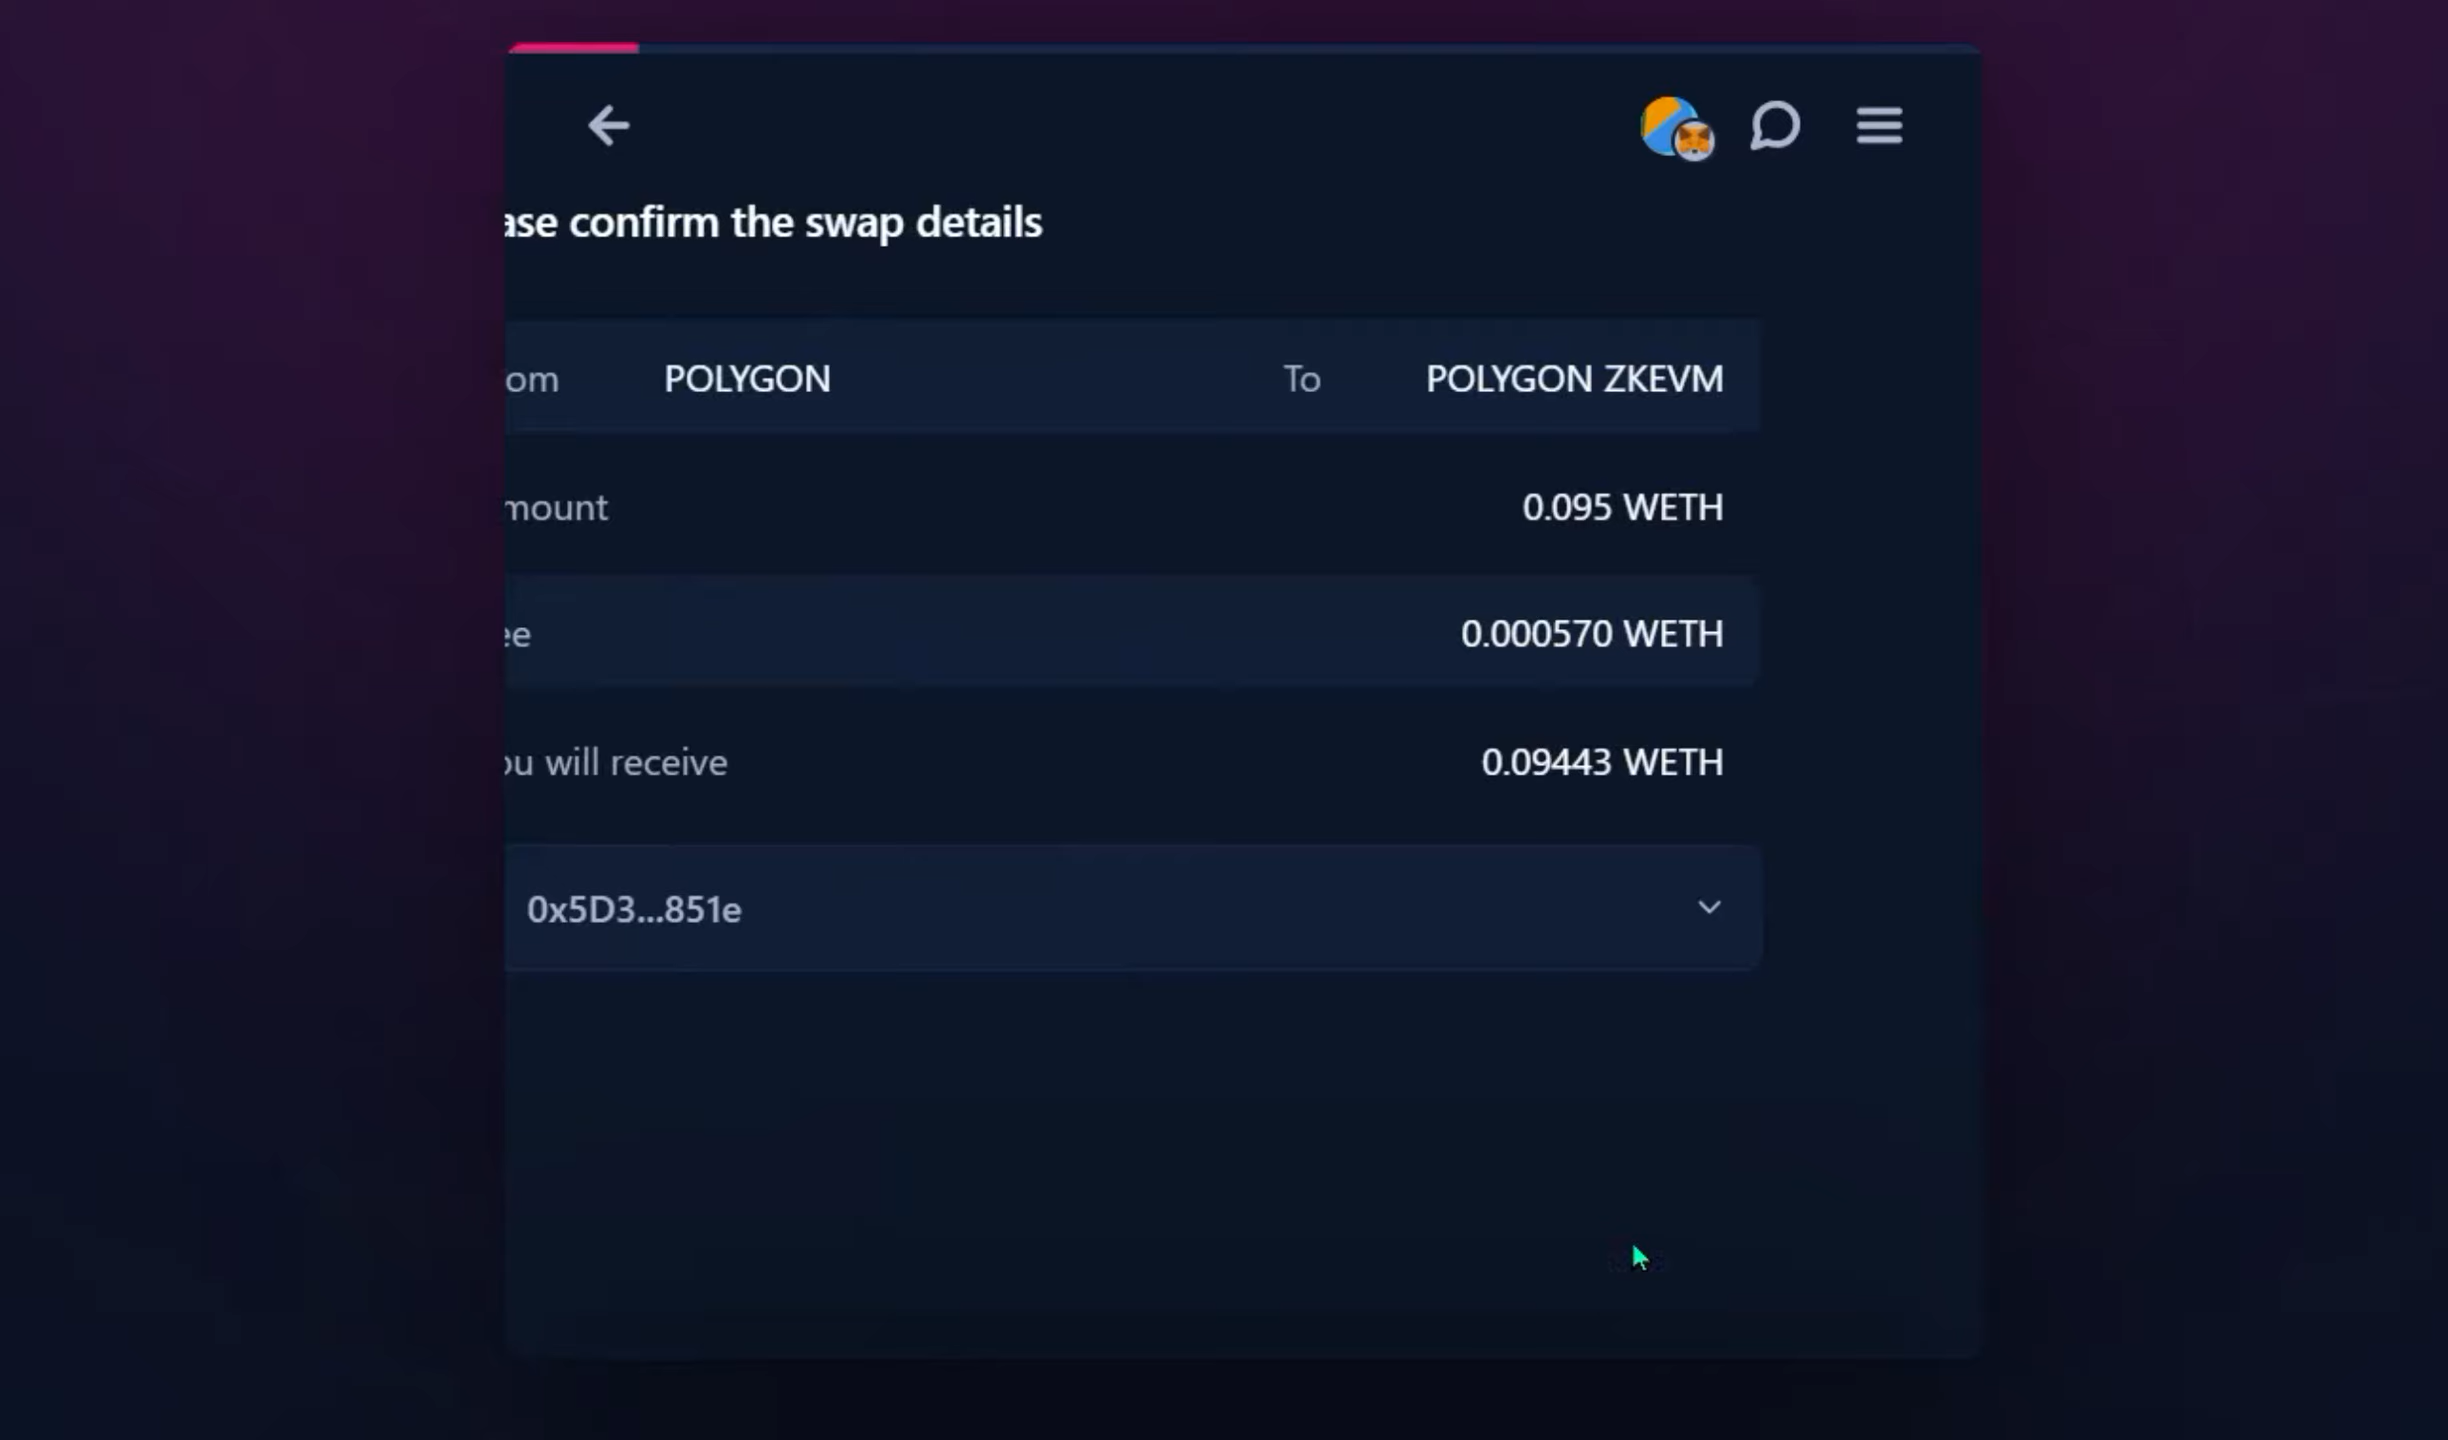 ase confirm the swap details
om POLYGON To POLYGON ZKEVM
mount 0.095 WETH
ee 0.000570 WETH
ou will receive 0.09443 WETH
0x5D3...851e